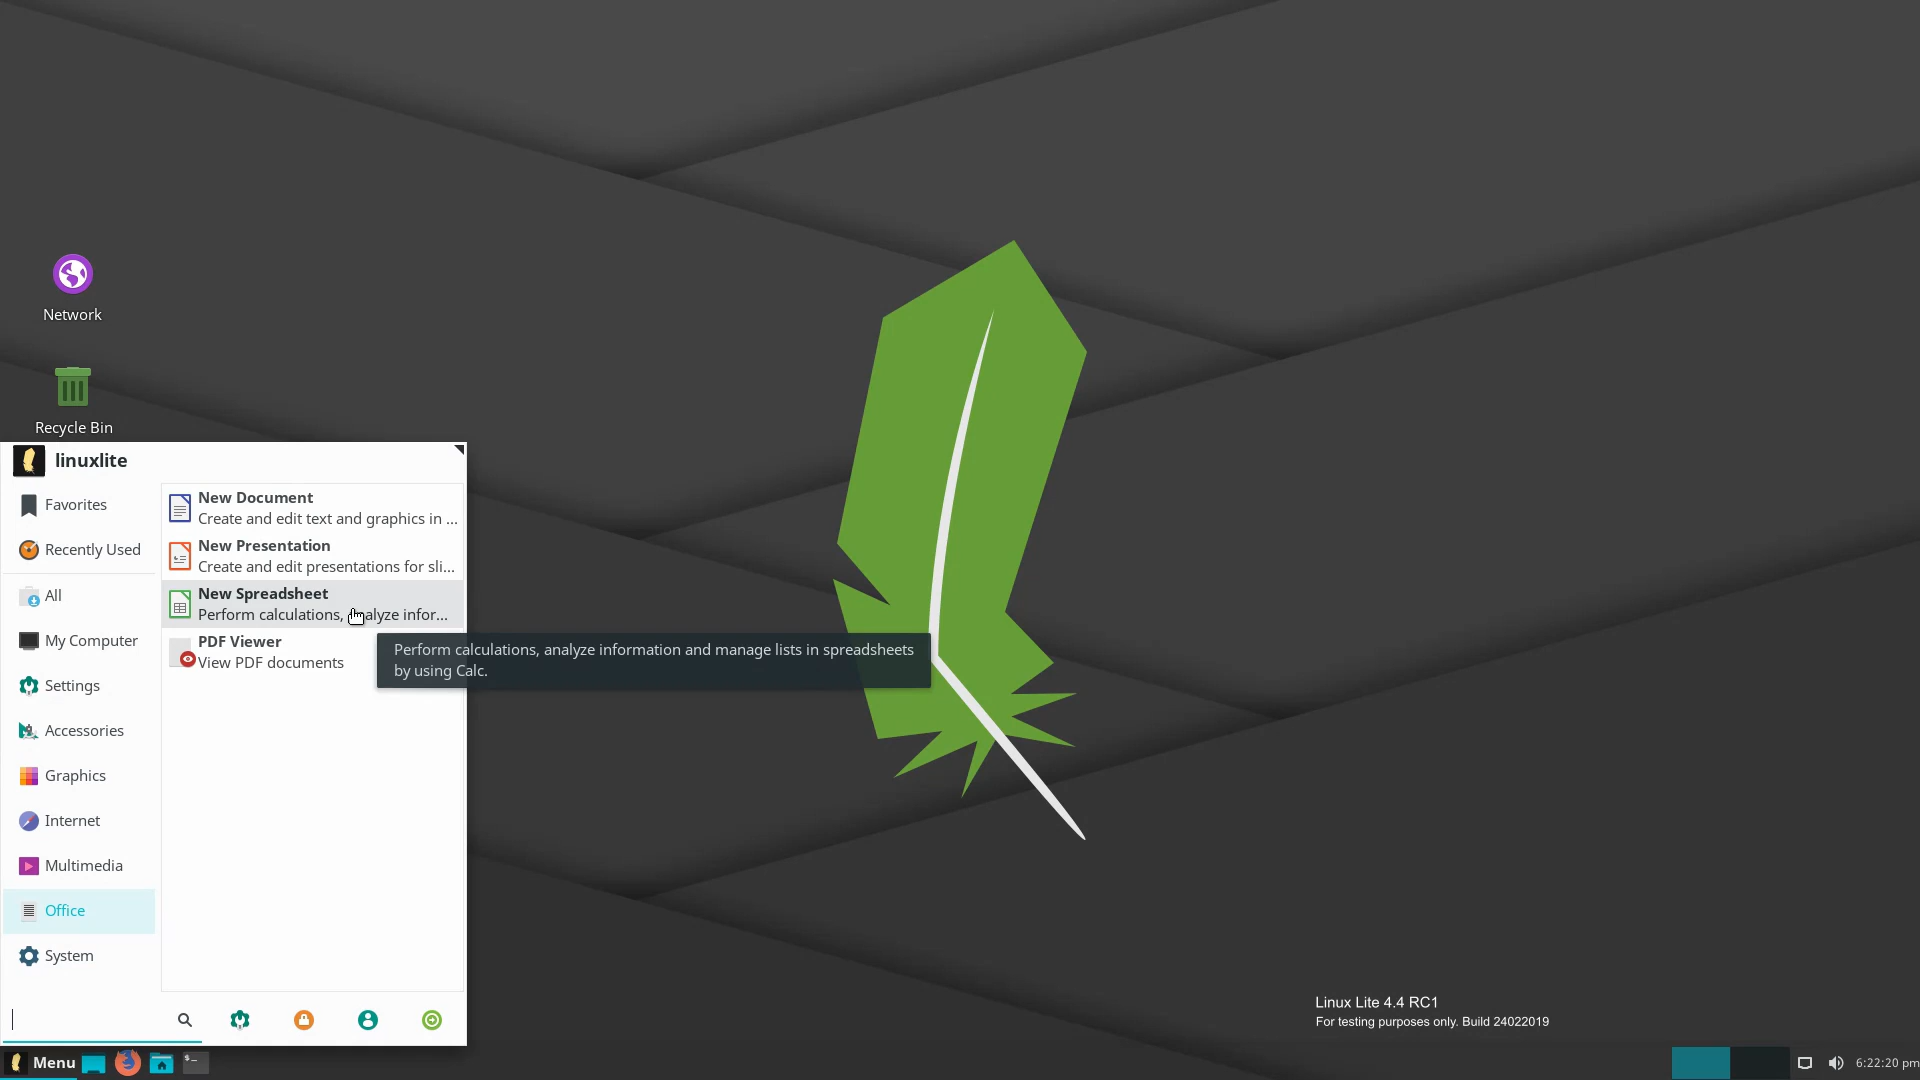 Network
Recycle Bin
linuxlite
Favorites
Recently Used
All
My Computer
Settings
Accessories
Graphics
Internet
Multimedia
Office
System
New Document
Create and edit text and graphics in ...
New Presentation
Create and edit presentations for sli...
New Spreadsheet
Perform calculations, analyze infor...
PDF Viewer
View PDF documents
Perform calculations, analyze information and manage lists in spreadsheets
by using Calc.
Linux Lite 4.4 RC1
For testing purposes only. Build 24022019
Menu
6:22:20 pm